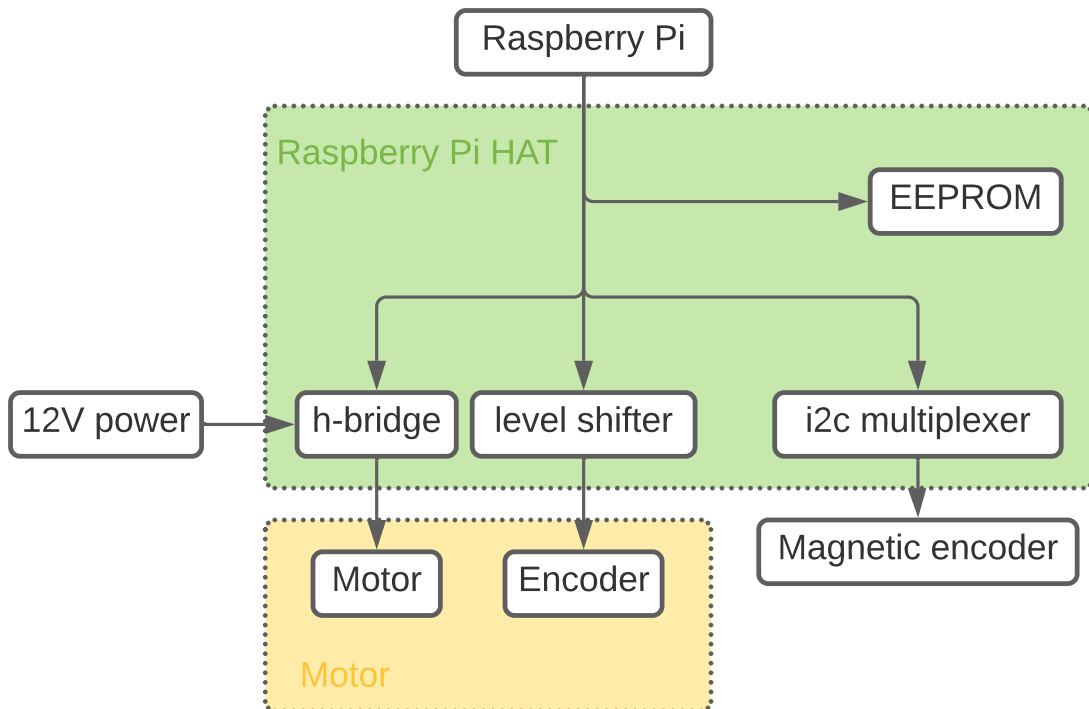 Raspberry Pi
Raspberry Pi HAT
EEPROM
12V power
h-bridge
level shifter
i2c multiplexer
Magnetic encoder
Motor
Encoder
Motor